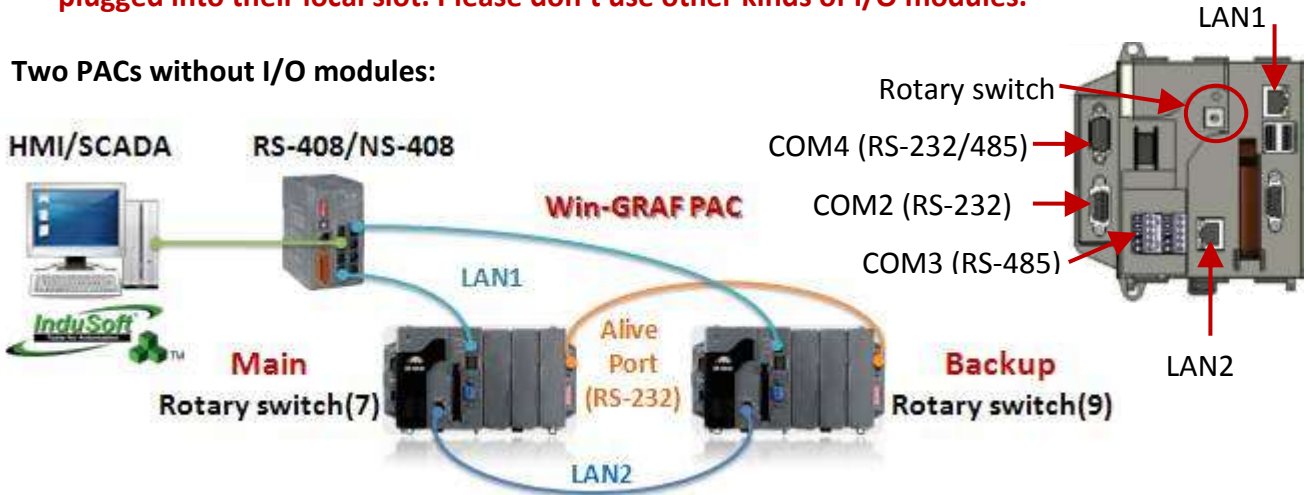 plugged into their local slot. Please don't use other kinds of I/O modules.
Two PACs without I/O modules:
HMI/SCADA
RS-408/NS-408
Win-GRAF PAC
LAN1
InduSoft
TM
Main
Rotary switch(7)
Alive
Port
(RS-232)
Backup
Rotary switch(9)
LAN2
LAN1
Rotary switch
COM4 (RS-232/485)
COM2 (RS-232)
COM3 (RS-485)
LAN2